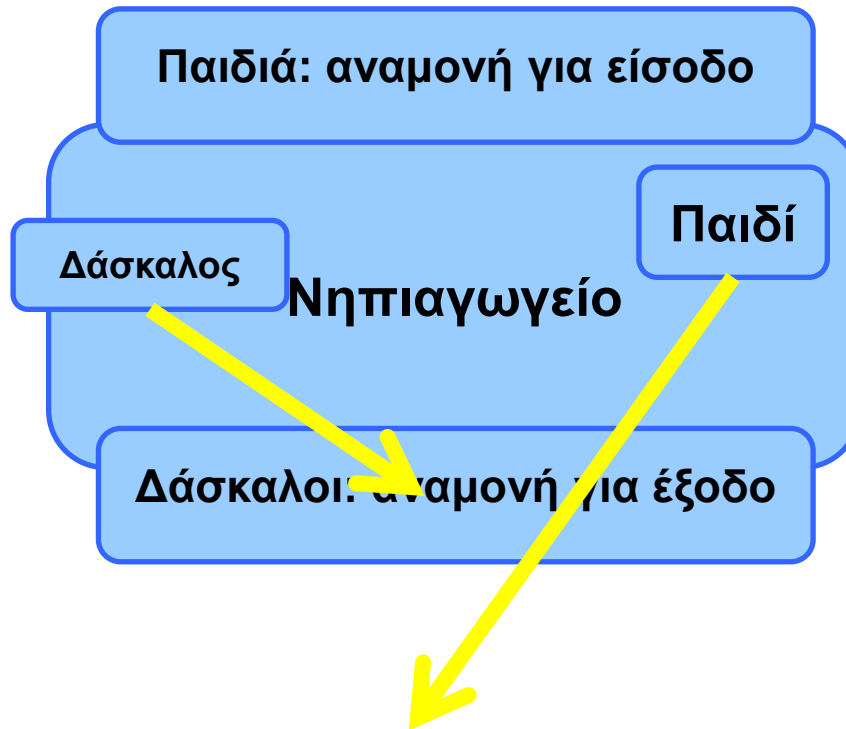 Παιδιά: αναμονή για είσοδο
Παιδί
Δάσκαλος
Νηπιαγωγείο
Δάσκαλοι: αναμονή για έξοδο